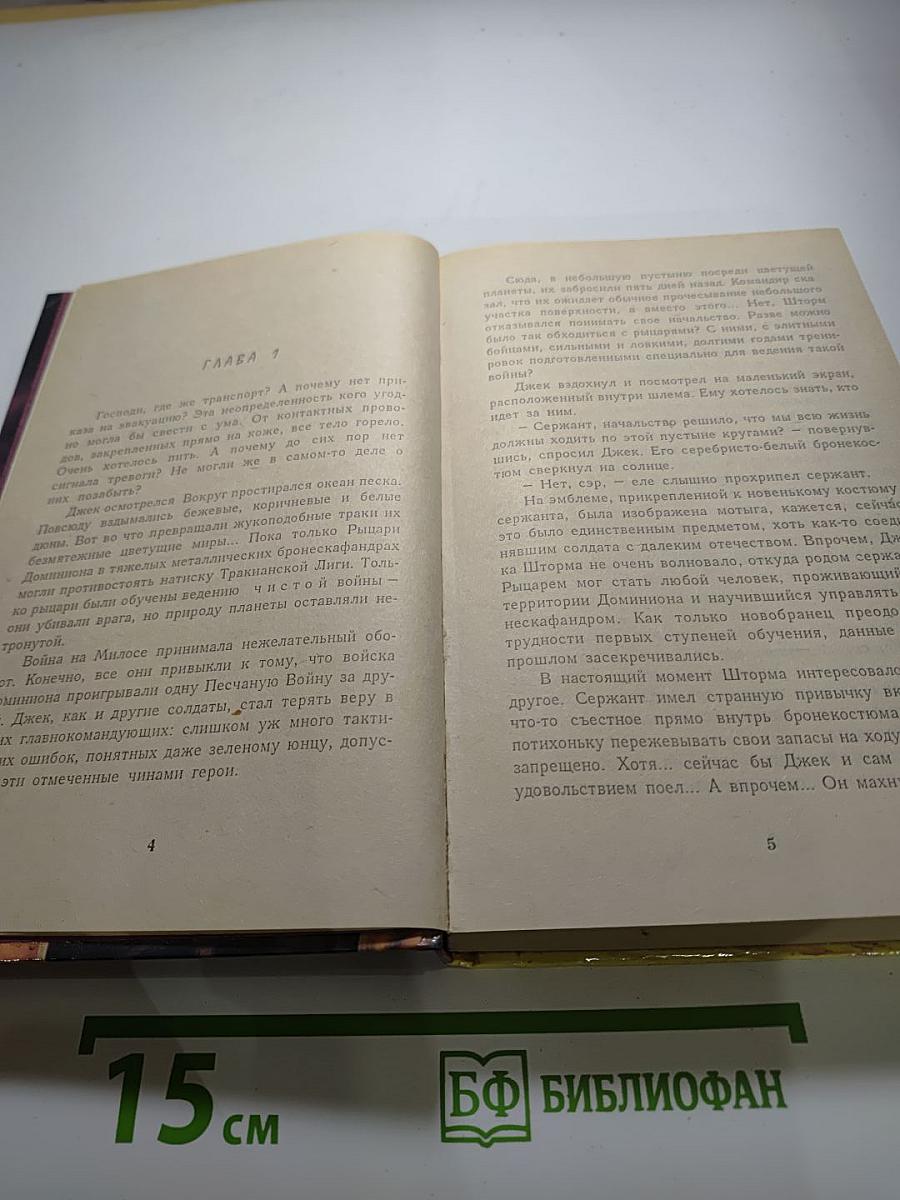 ГЛАВА 1
Господи, где же транспорт? А почему нет при-
каза на эвакуацию? Эта неопределенность кого угод-
но могла бы свести с ума. От контактных прово-
дов, закрепленных прямо на коже, все тело горело.
Очень хотелось пить. А почему до сих пор нет
сигнала тревоги? Не могли же в самом-то деле о
них позабыть?
Джек осмотрелся Вокруг простирался океан песка.
Повсюду вздымались бежевые, коричневые и белые
дюны. Вот во что превращали жукоподобные траки их
безмятежные цветущие миры... Пока только Рыцари
Доминиона в тяжелых металлических бронескафандрах
могли противостоять натиску Тракианской Лиги. Толь-
ко рыцари были обучены ведению чистой войны —
они убивали врага, но природу планеты оставляли не-
тронутой.
Война на Милосе принимала нежелательный обо-
рот. Конечно, все они привыкли к тому, что войска
оминиона проигрывали одну Песчаную Войну за дру-
й. Джек, как и другие солдаты, стал терять веру в
их главнокомандующих: слишком уж много такти-
их ошибок, понятных даже зеленому юнцу, допус-
эти отмеченные чинами герои.
4
Сюда, в небольшую пустыню посреди цветущей
планеты, их забросили пять дней назад. Командир ска
зал, что их ожидает обычное прочесывание небольшого
участка поверхности, а вместо этого... Нет, Шторм
отказывался понимать свое начальство. Разве можно
было так обходиться с рыцарями? С ними, с элитными
бойцами, сильными и ловкими, долгими годами трени-
ровок подготовленными специально для ведения такой
войны?
Джек вздохнул и посмотрел на маленький экран,
расположенный внутри шлема. Ему хотелось знать, кто
идет за ним.
— Сержант, начальство решило, что мы всю жизнь
должны ходить по этой пустыне кругами? — повернув-
шись, спросил Джек. Его серебристо-белый бронекос-
тюм сверкнул на солнце.
— Нет, сэр, — еле слышно прохрипел сержант.
На эмблеме, прикрепленной к новенькому костюму
сержанта, была изображена мотыга, кажется, сейчас
это было единственным предметом, хоть как-то соеди
нявшим солдата с далеким отечеством. Впрочем, Дж
ка Шторма не очень волновало, откуда родом сержа
Рыцарем мог стать любой человек, проживающий
территории Доминиона и научившийся управлять
нескафандром. Как только новобранец преодо
трудности первых ступеней обучения, данные
прошлом засекречивались.
В настоящий момент Шторма интересовало
другое. Сержант имел странную привычку вк
что-то съестное прямо внутрь бронекостюма
потихоньку пережевывать свои запасы на ходу
запрещено. Хотя... сейчас бы Джек и сам
удовольствием поел... А впрочем... Он махн
5
15 см
БФ БИБЛИОФАН